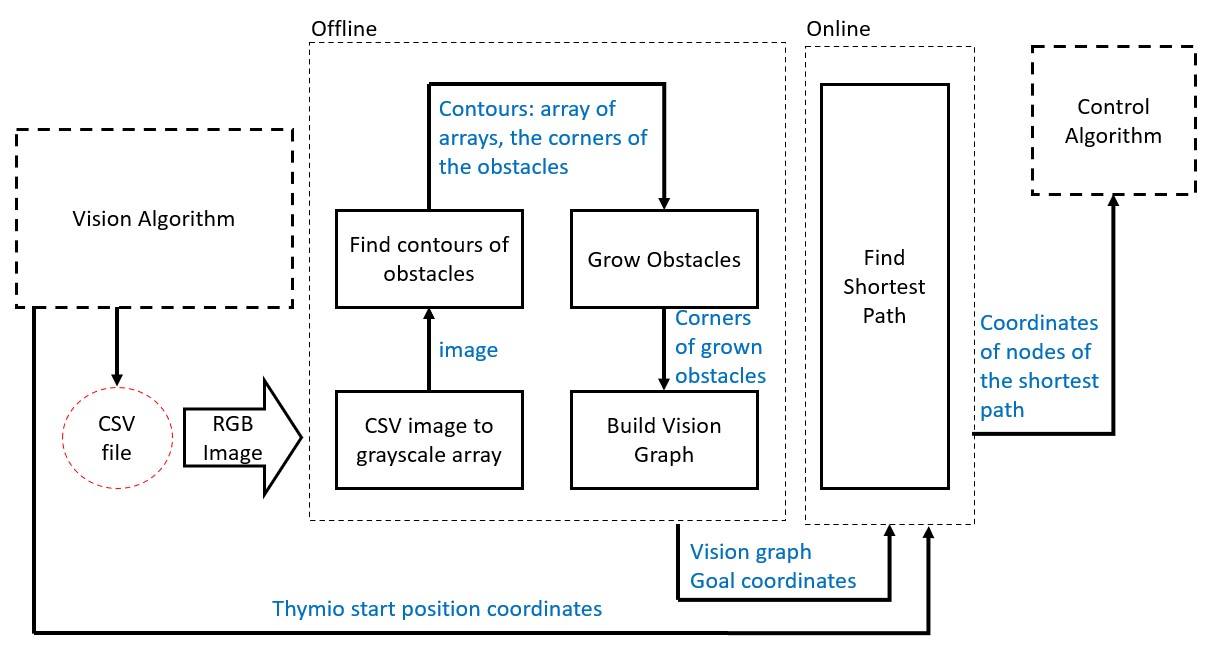 Offline
Online
Contours: array of
arrays, the corners of
the obstacles
Control
Algorithm
Vision Algorithm
Find contours of
obstacles
Grow Obstacles
Find
Shortest
Path
image
Corners
of grown
obstacles
Coordinates
of nodes of
the shortest
path
CSV
file
RGB
Image
CSV image to
grayscale array
Build Vision
Graph
Vision graph
Goal coordinates
Thymio start position coordinates